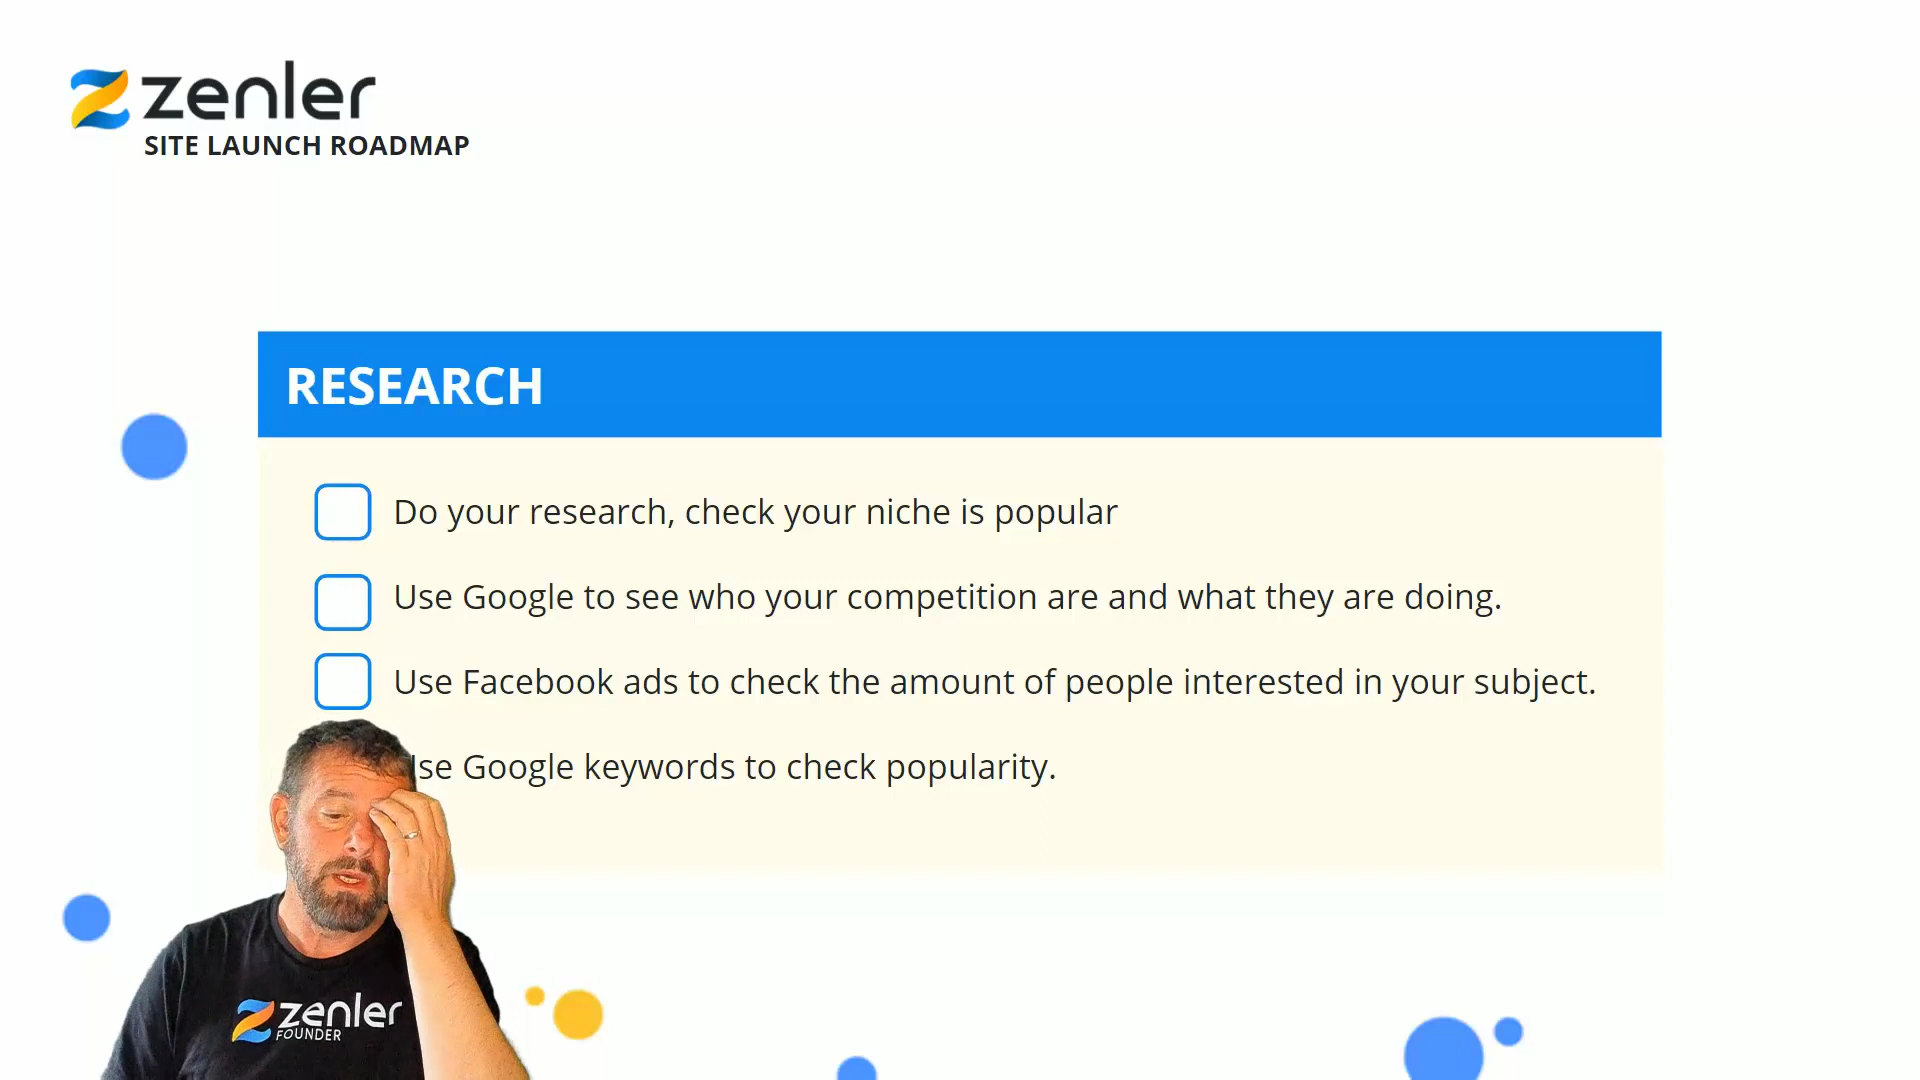 zenler
SITE LAUNCH ROADMAP
RESEARCH
Do your research, check your niche is popular
Use Google to see who your competition are and what they are doing.
Use Facebook ads to check the amount of people interested in your subject.
Use Google keywords to check popularity.
zenler
FOUNDER